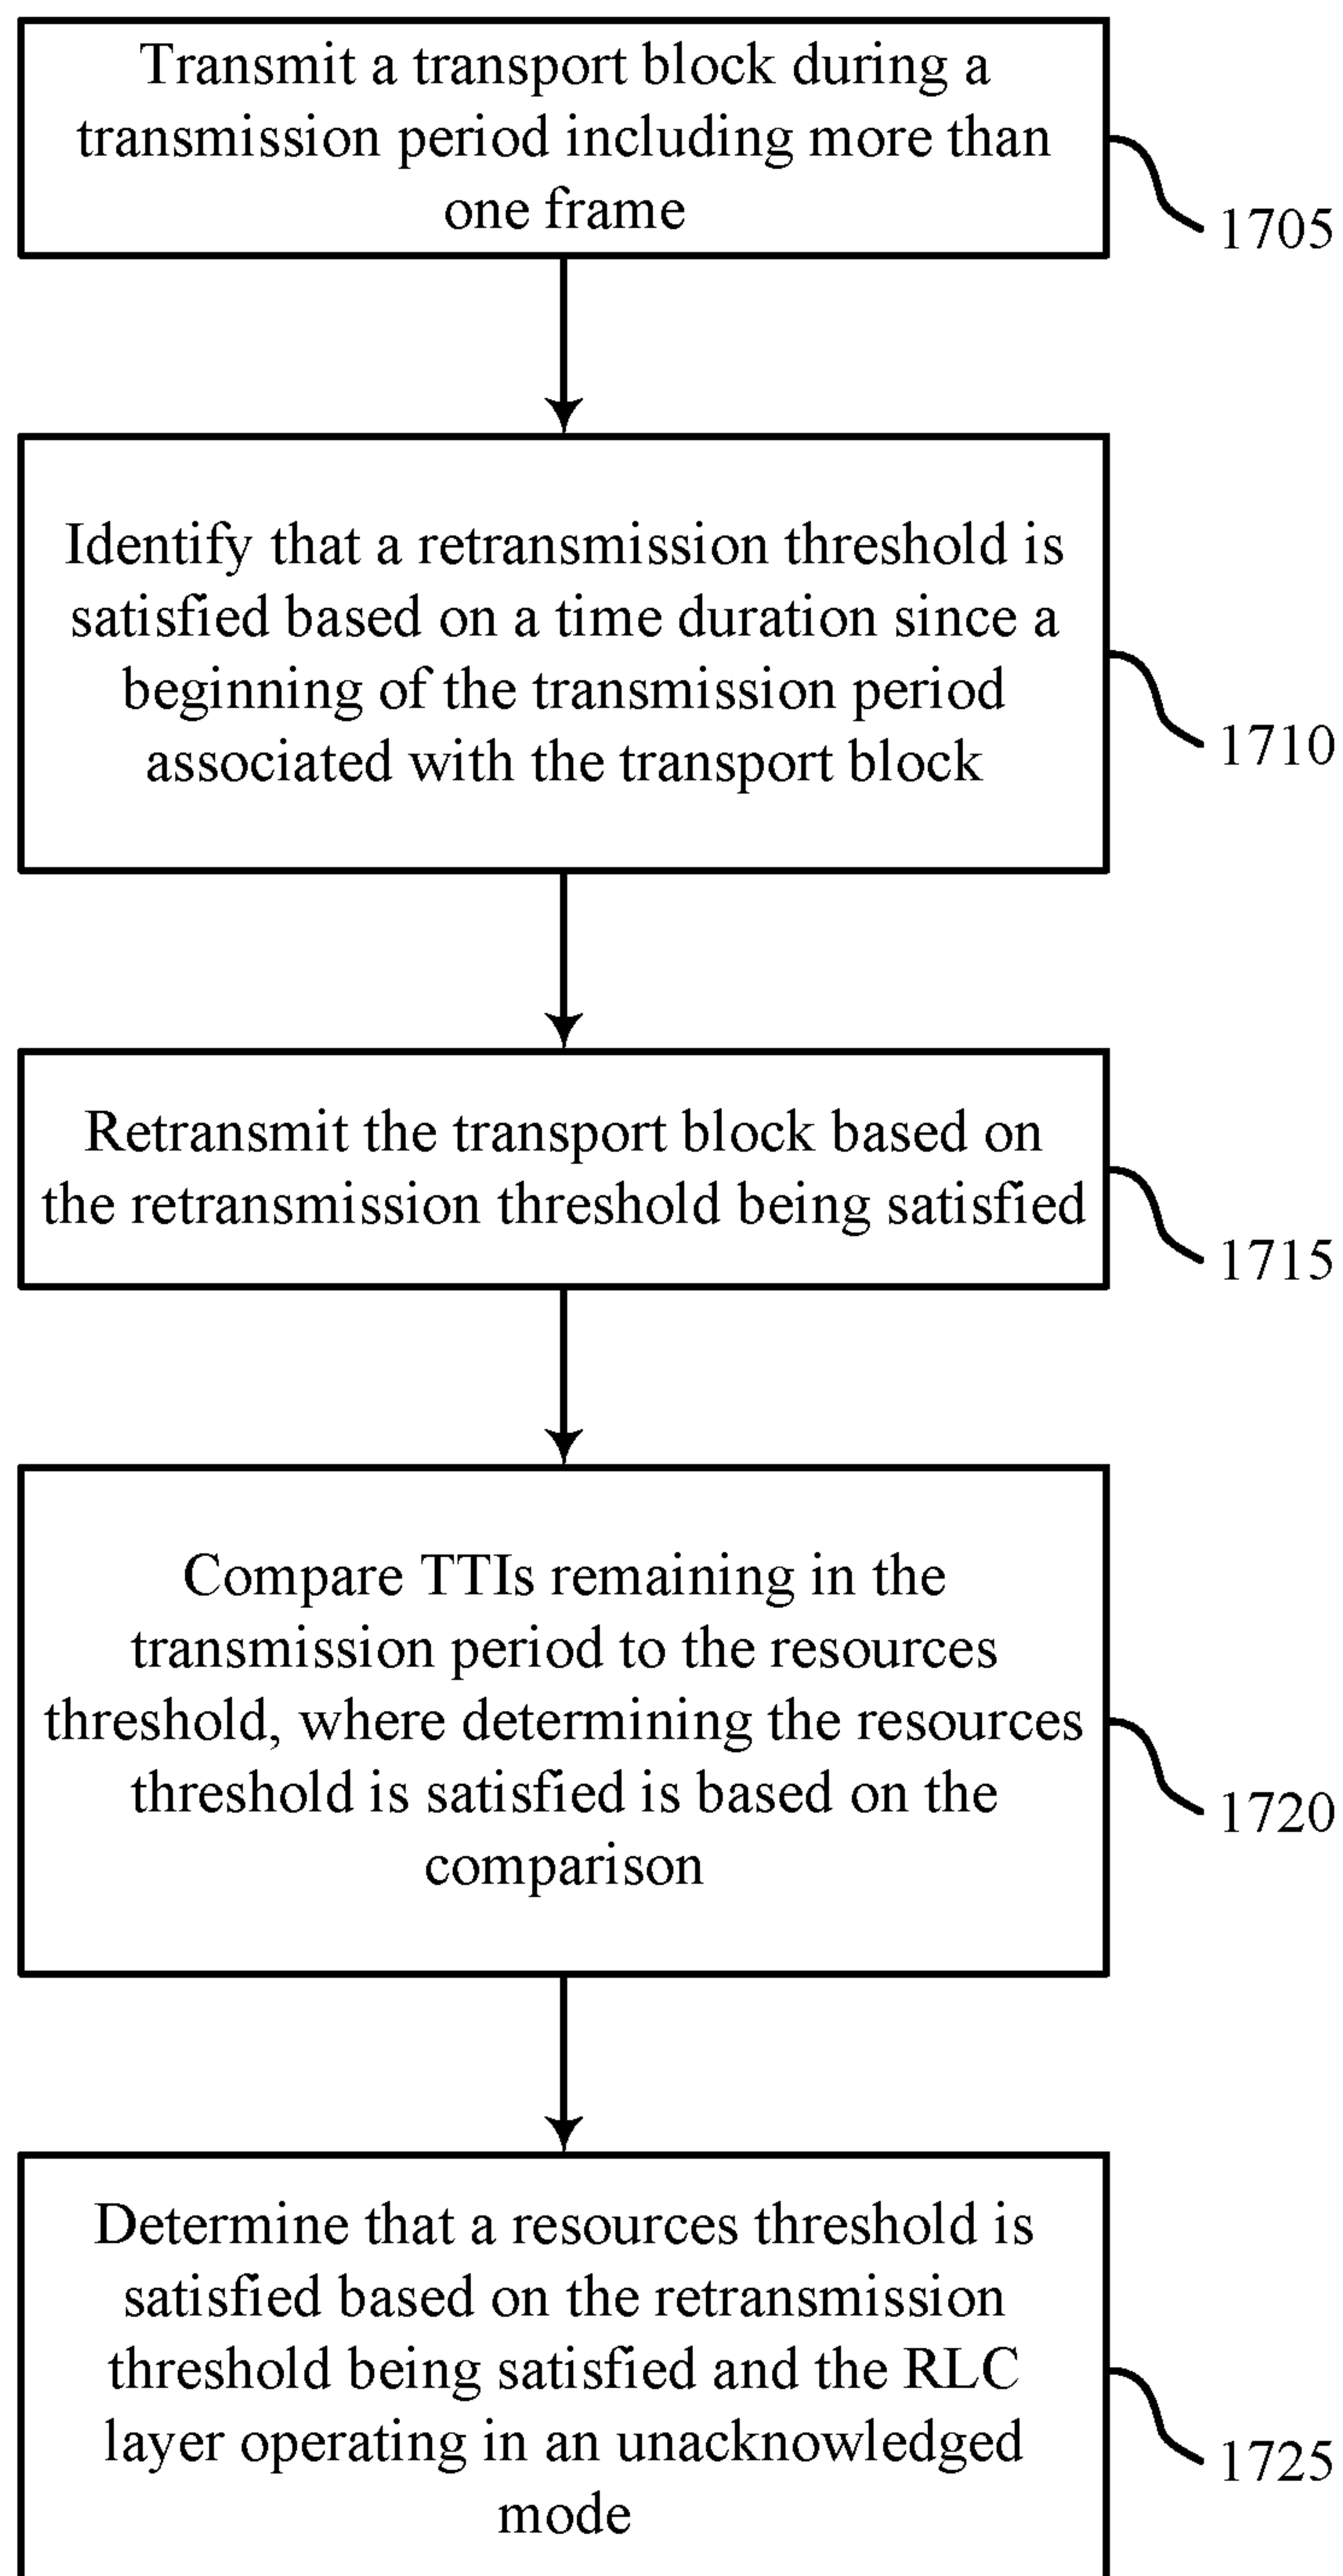 Transmit a transport block during a
transmission period including more than
one frame
1705
Identify that a retransmission threshold is
satisfied based on a time duration since a
beginning of the transmission period
associated with the transport block
1710
Retransmit the transport block based on
the retransmission threshold being satisfied
1715
Compare TTIs remaining in the
transmission period to the resources
threshold, where determining the resources
threshold is satisfied is based on the
comparison
1720
Determine that a resources threshold is
satisfied based on the retransmission
threshold being satisfied and the RLC
layer operating in an unacknowledged
mode
1725